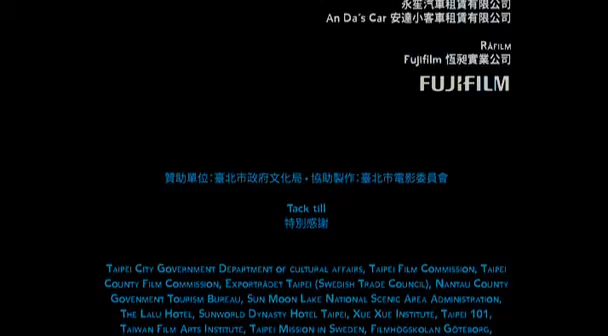 永笙汽車租賃有限公司
An Da's Car 安達小客車租賃有限公司
Råfilm
Fujifilm 恆昶實業公司
FUJIFILM
贊助單位：臺北市政府文化局・協助製作：臺北市電影委員會
Tack till
特別感謝
Taipei City Government Department of cultural affairs, Taipei Film Commission, Taipei
County Film Commission, Exportrådet Taipei (Swedish Trade Council), Nantau County
Govenment Tourism Bureau, Sun Moon Lake National Scenic Area Administration,
The Lalu Hotel, Sunworld Dynasty Hotel Taipei, Xue Xue Institute, Taipei 101,
Taiwan Film Arts Institute, Taipei Mission in Sweden, Filmhögskolan Göteborg,